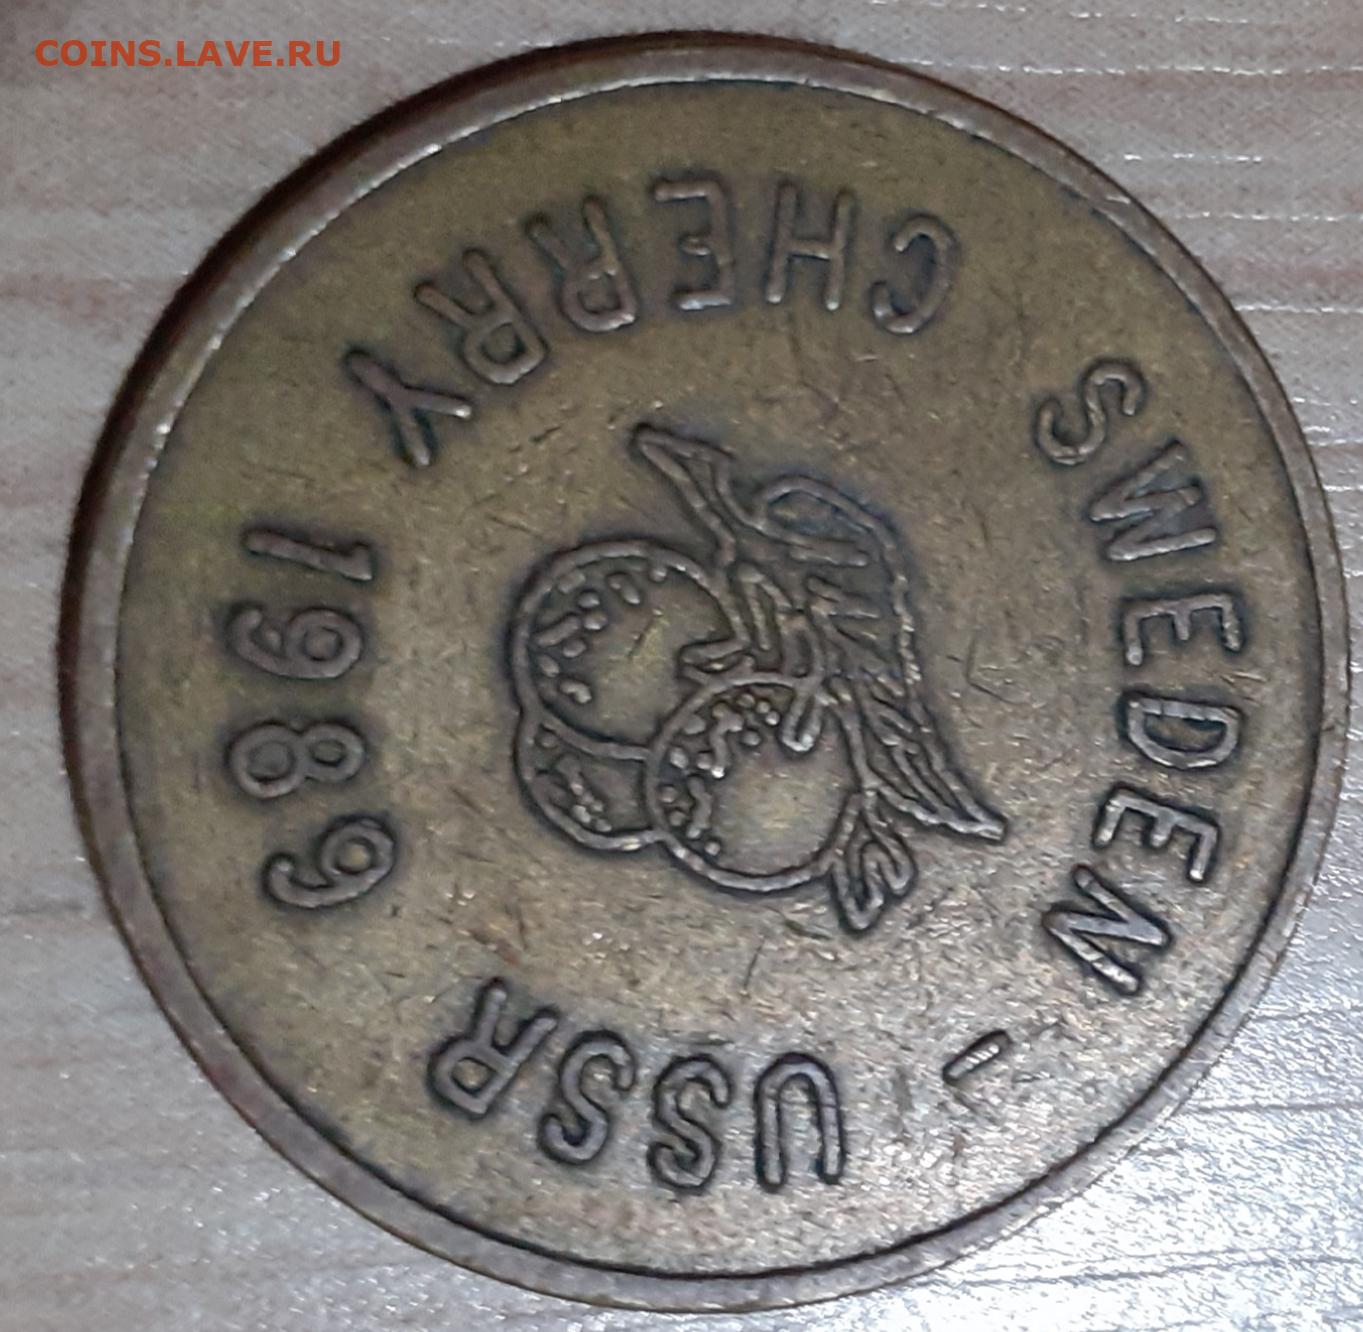 COINS.LAVE.RU
SWEDEN - USSR
CHERRY 1989